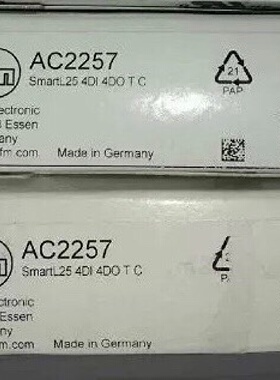 AC2257
SmartL25 4DI 4DO T C
21
PAP
ectronic
Essen
any
fm.com
Made in Germany
AC2257
SmartL25 4DI 4DO T C
ctronic
Essen
ny
m.com
Made in Germany